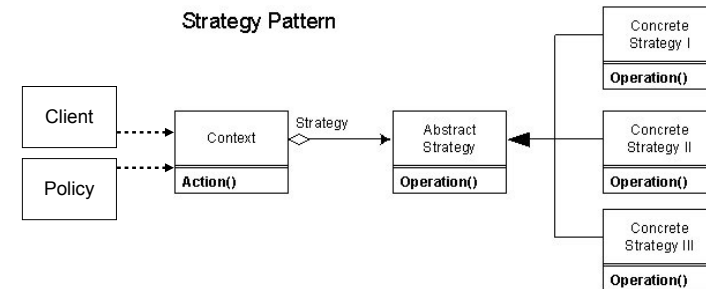 Strategy Pattern
Client
Policy
Context
Action()
Strategy
Abstract
Strategy
Operation()
Concrete
Strategy I
Operation()
Concrete
Strategy II
Operation()
Concrete
Strategy III
Operation()